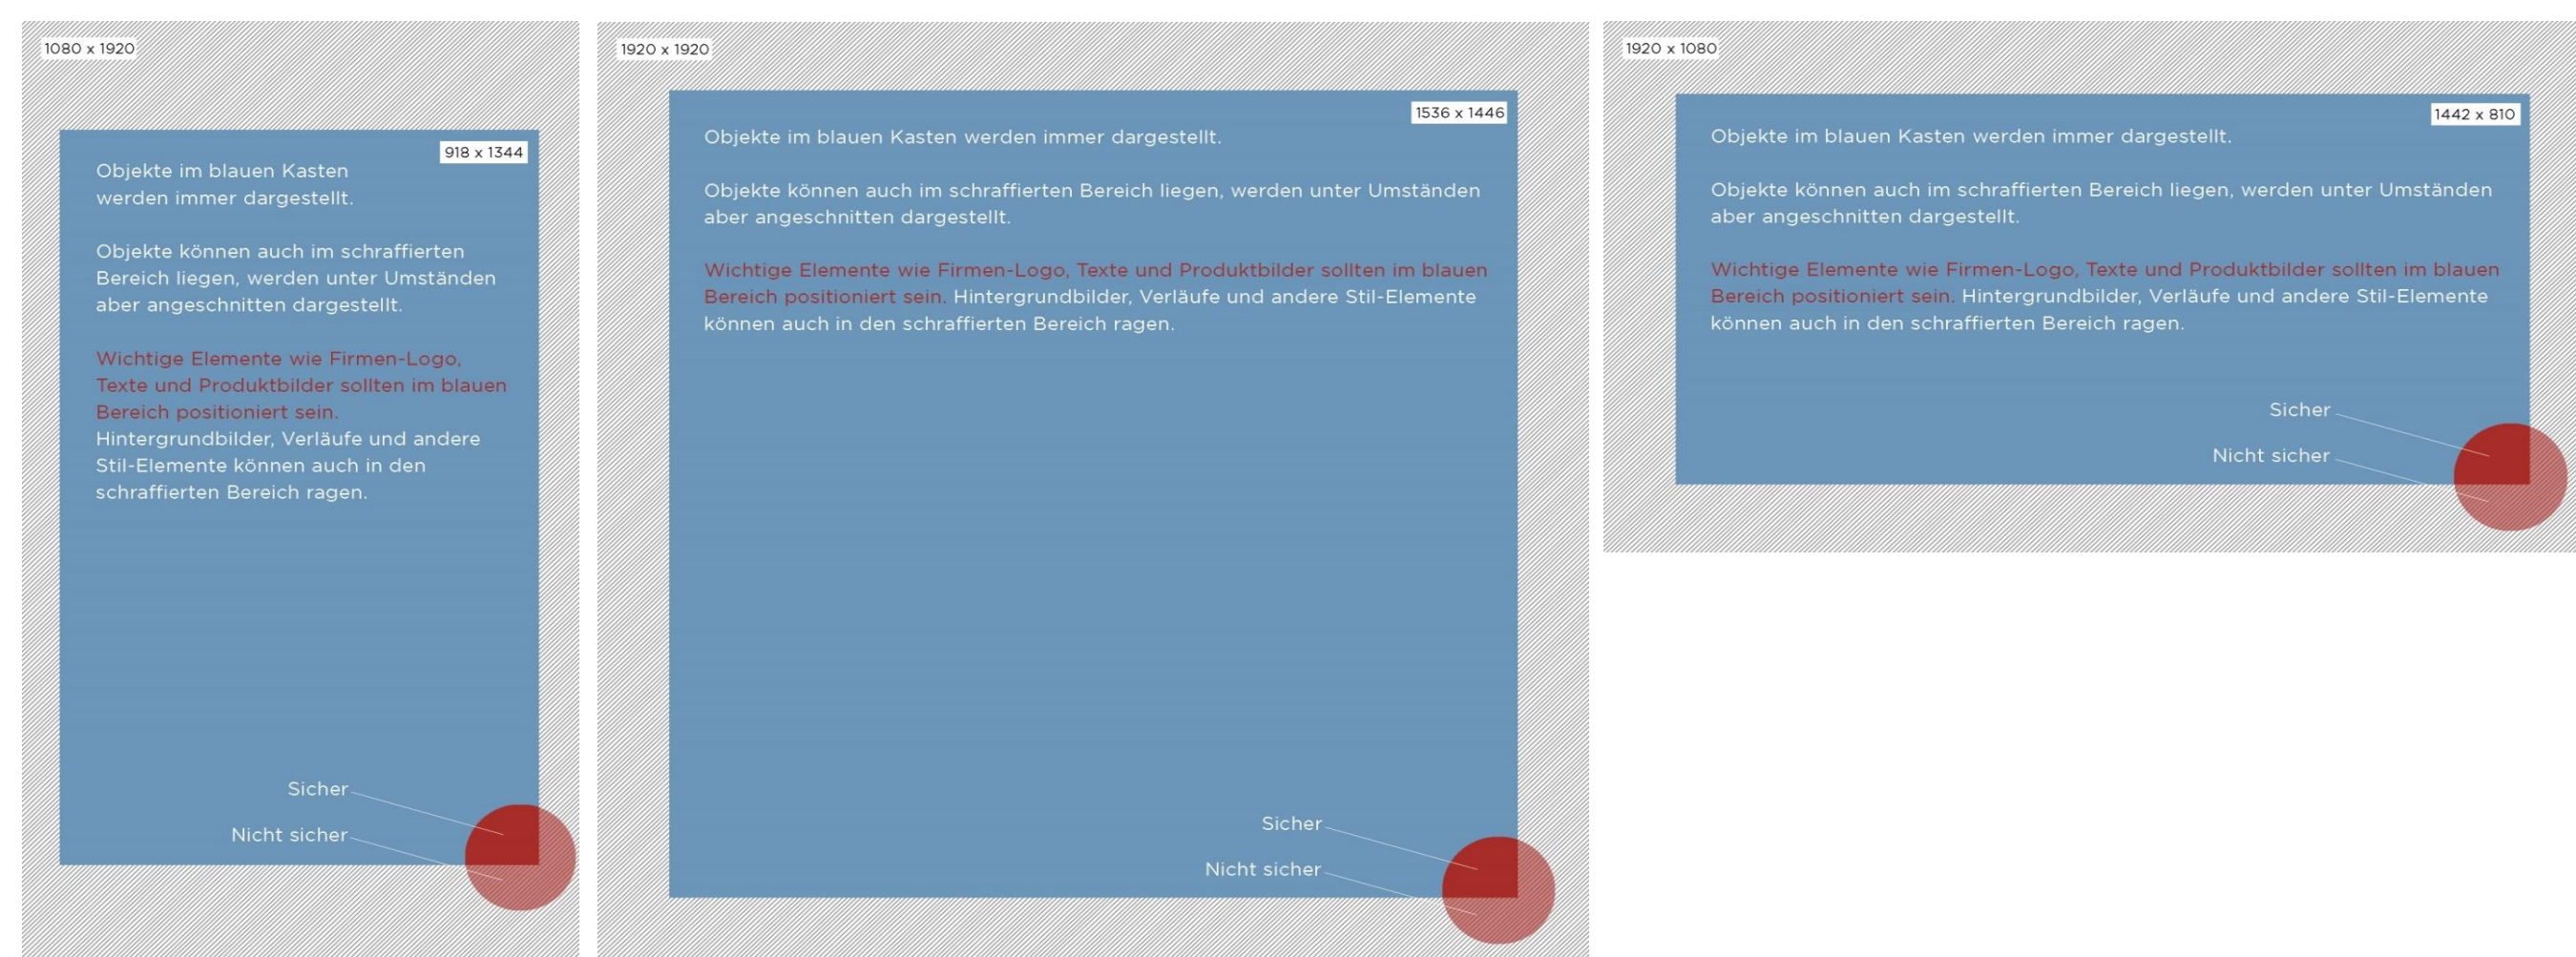 1080 x 1920
918 x 1344
Objekte im blauen Kasten
werden immer dargestellt.
Objekte können auch im schraffierten
Bereich liegen, werden unter Umständen
aber angeschnitten dargestellt.
Wichtige Elemente wie Firmen-Logo,
Texte und Produktbilder sollten im blauen
Bereich positioniert sein.
Hintergrundbilder, Verläufe und andere
Stil-Elemente können auch in den
schraffierten Bereich ragen.
Sicher
Nicht sicher
1920 x 1920
1536 x 1446
Objekte im blauen Kasten werden immer dargestellt.
Objekte können auch im schraffierten Bereich liegen, werden unter Umständen
aber angeschnitten dargestellt.
Wichtige Elemente wie Firmen-Logo, Texte und Produktbilder sollten im blauen
Bereich positioniert sein. Hintergrundbilder, Verläufe und andere Stil-Elemente
können auch in den schraffierten Bereich ragen.
Sicher
Nicht sicher
1920 x 1080
1442 x 810
Objekte im blauen Kasten werden immer dargestellt.
Objekte können auch im schraffierten Bereich liegen, werden unter Umständen
aber angeschnitten dargestellt.
Wichtige Elemente wie Firmen-Logo, Texte und Produktbilder sollten im blauen
Bereich positioniert sein. Hintergrundbilder, Verläufe und andere Stil-Elemente
können auch in den schraffierten Bereich ragen.
Sicher
Nicht sicher